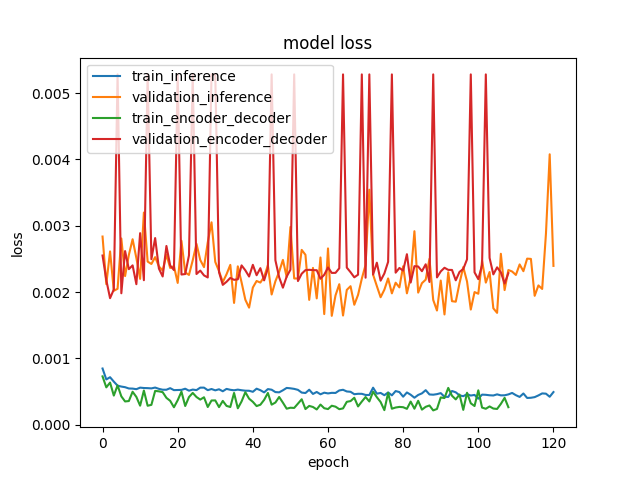 model loss
train_inference
validation_inference
train_encoder_decoder
validation_encoder_decoder
0.005
0.004
0.003
0.002
0.001
0.000
loss
0 20 40 60 80 100 120
epoch